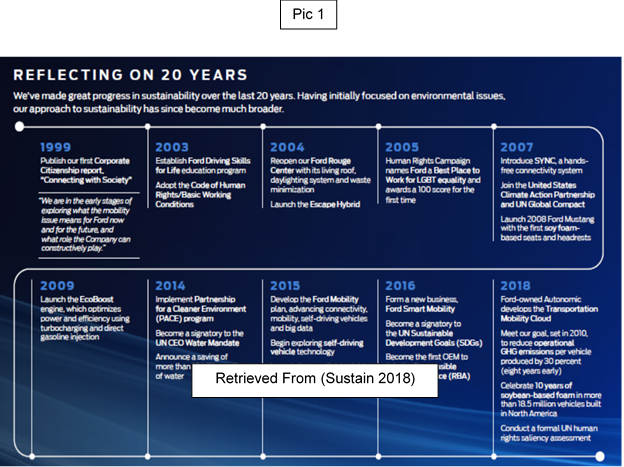 Pic 1
REFLECTING ON 20 YEARS
We've made great progress in sustainability over the last 20 years. Having initially focused on environmental issues,
our approach to sustainability has since become much broader.
1999
Publish our first Corporate
Citizenship report,
"Connecting with Society"
"We are in the early stages of
exploring what the mobility
issue means for Ford now
and for the future, and
what role the Company can
constructively play."
2003
Establish Ford Driving Skills
for Life education program
Adopt the Code of Human
Rights/Basic Working
Conditions
2004
Reopen our Ford Rouge
Center with its living roof,
daylighting system and waste
minimization
Launch the Escape Hybrid
2005
Human Rights Campaign
names Ford a Best Place to
Work for LGBT equality and
awards a 100 score for the
first time
2007
Introduce SYNC, a hands-
free connectivity system
Join the United States
Climate Action Partnership
and UN Global Compact
Launch 2008 Ford Mustang
with the first soy foam-
based seats and headrests
2009
Launch the EcoBoost
engine, which optimizes
power and efficiency using
turbocharging and direct
gasoline injection
2014
Implement Partnership
for a Cleaner Environment
(PACE) program
Become a signatory to the
UN CEO Water Mandate
Announce a saving of
more than
of water
2015
Develop the Ford Mobility
plan, advancing connectivity,
mobility, self-driving vehicles
and big data
Begin exploring self-driving
vehicle technology
2016
Form a new business,
Ford Smart Mobility
Become a signatory to
the UN Sustainable
Development Goals (SDGs)
Become the first OEM to
sible
ce (RBA)
2018
Ford-owned Autonomic
develops the Transportation
Mobility Cloud
Meet our goal, set in 2010,
to reduce operational
GHG emissions per vehicle
produced by 30 percent
(eight years early)
Celebrate 10 years of
soybean-based foam in more
than 18.5 million vehicles built
in North America
Conduct a formal UN human
rights saliency assessment
Retrieved From (Sustain 2018)